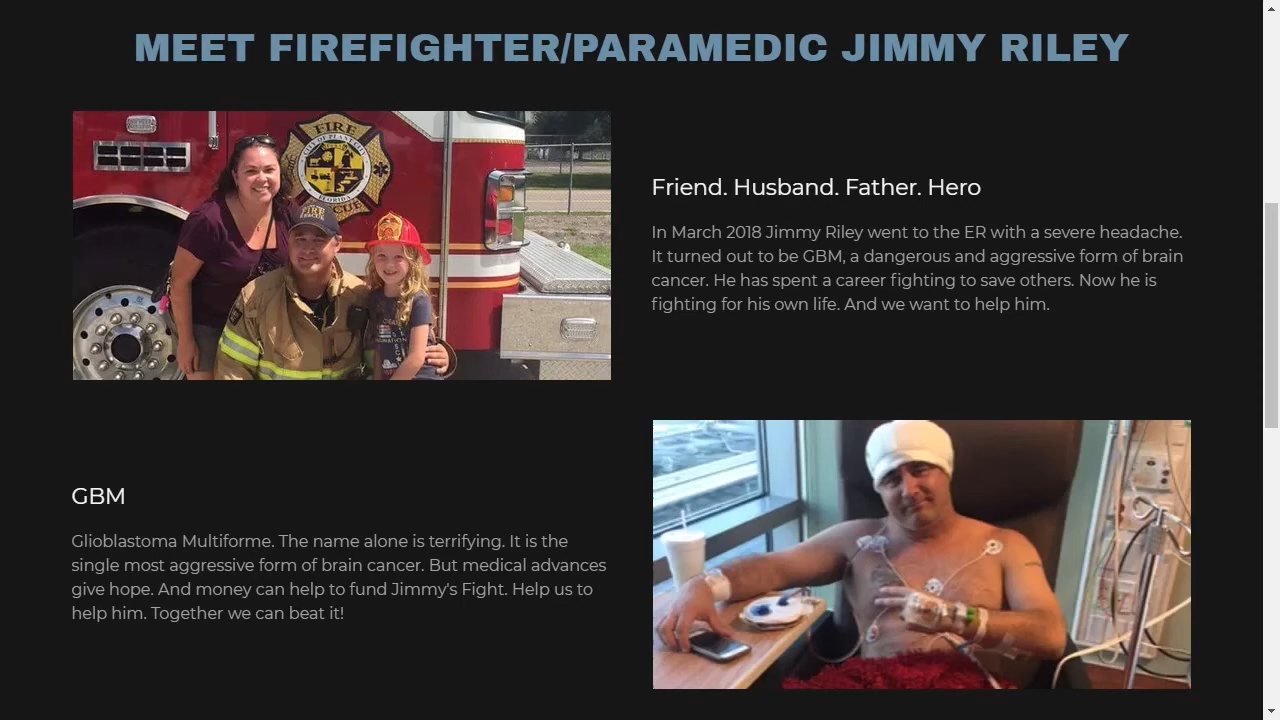 MEET FIREFIGHTER/PARAMEDIC JIMMY RILEY
FIRE
FLORIDA
RESCUE
FIRE
RESCUE
Friend. Husband. Father. Hero
In March 2018 Jimmy Riley went to the ER with a severe headache.
It turned out to be GBM, a dangerous and aggressive form of brain
cancer. He has spent a career fighting to save others. Now he is
fighting for his own life. And we want to help him.
GBM
Glioblastoma Multiforme. The name alone is terrifying. It is the
single most aggressive form of brain cancer. But medical advances
give hope. And money can help to fund Jimmy's Fight. Help us to
help him. Together we can beat it!